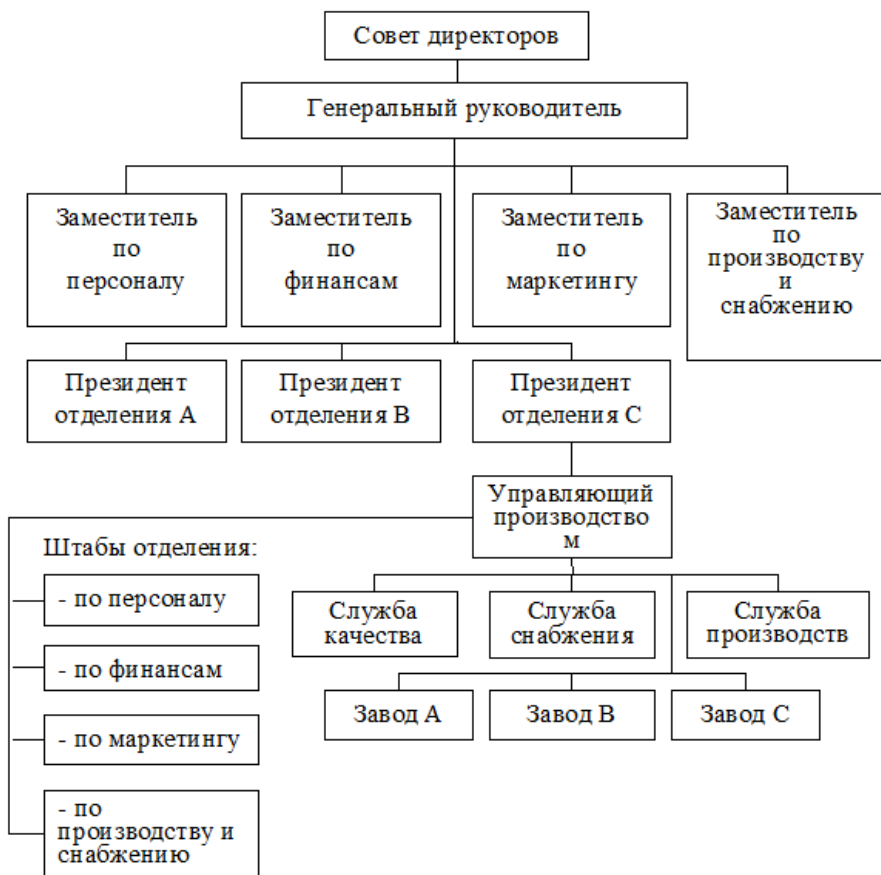 Совет директоров
Генеральный руководитель
Заместитель
по
персоналу
Заместитель
по
финансам
Заместитель
по
маркетингу
Заместитель
по
производству
и
снабжению
Президент
отделения А
Президент
отделения В
Президент
отделения С
Управляющий
производство
м
Штабы отделения:
- по персоналу
- по финансам
- по маркетингу
- по
производству и
снабжению
Служба
качества
Служба
снабжения
Служба
производств
Завод А
Завод В
Завод С